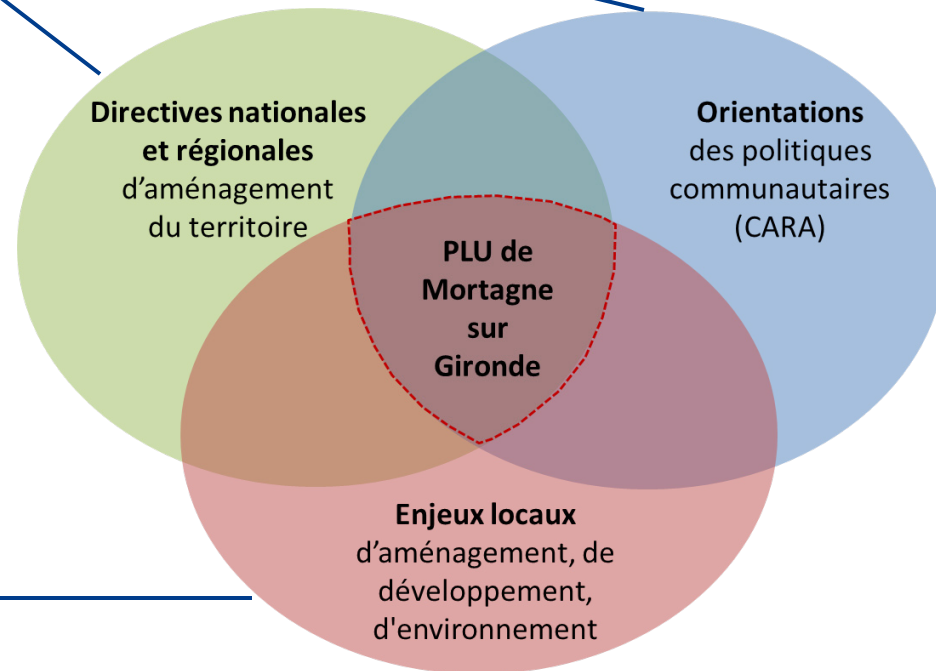 Directives nationales
et régionales
d’aménagement
du territoire
Orientations
des politiques
communautaires
(CARA)
PLU de
Mortagne
sur
Gironde
Enjeux locaux
d’aménagement, de
développement,
d'environnement